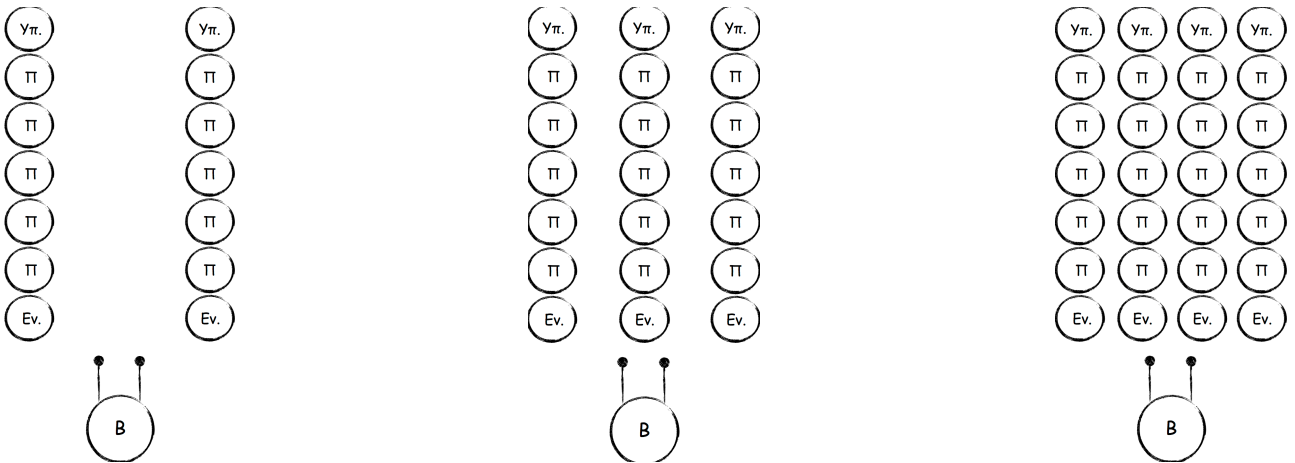 Υπ. Υπ. Υπ. Υπ. Υπ. Υπ. Υπ. Υπ. Υπ.
Π Π Π Π Π Π Π Π Π
Π Π Π Π Π Π Π Π Π
Π Π Π Π Π Π Π Π Π
Π Π Π Π Π Π Π Π Π
Π Π Π Π Π Π Π Π Π
Εν. Εν. Εν. Εν. Εν. Εν. Εν. Εν. Εν.
Β Β Β